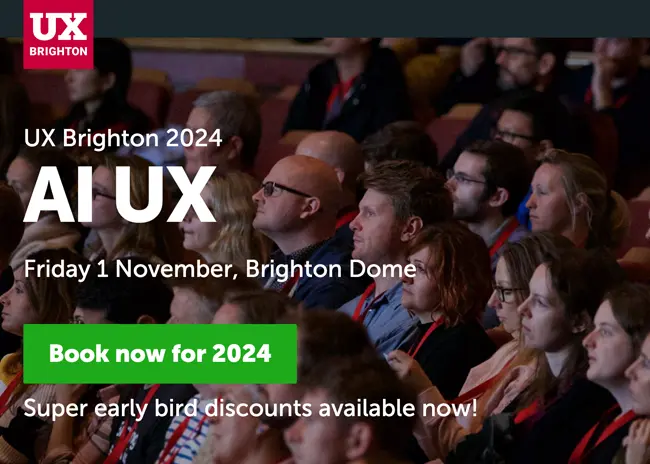 UX
BRIGHTON
UX Brighton 2024
AI UX
Friday 1 November, Brighton Dome
Book now for 2024
Super early bird discounts available now!